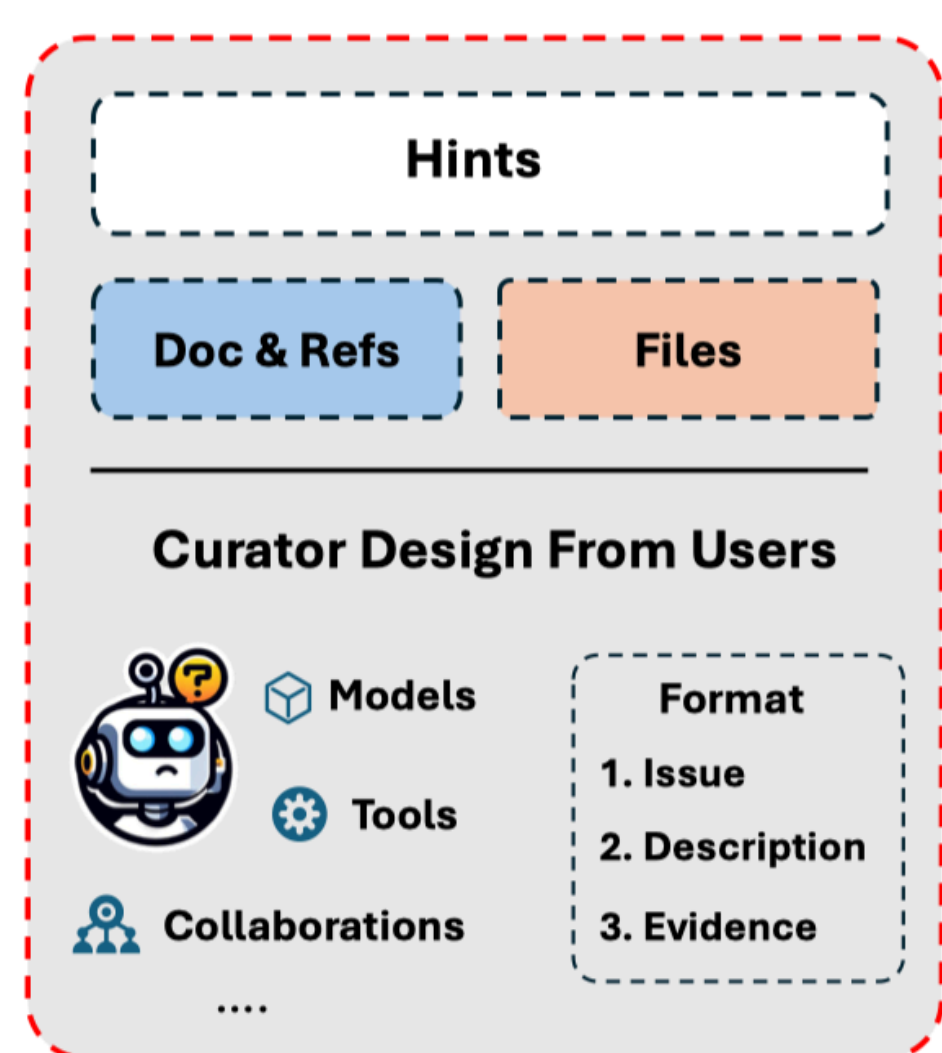 Hints
Doc & Refs
Files
Curator Design From Users
?
Models
Tools
Collaborations
....
Format
1. Issue
2. Description
3. Evidence